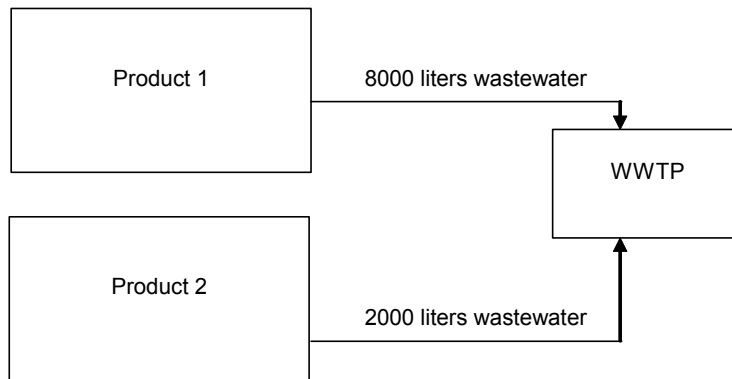 Product 1
8000 liters wastewater
WWTP
Product 2
2000 liters wastewater